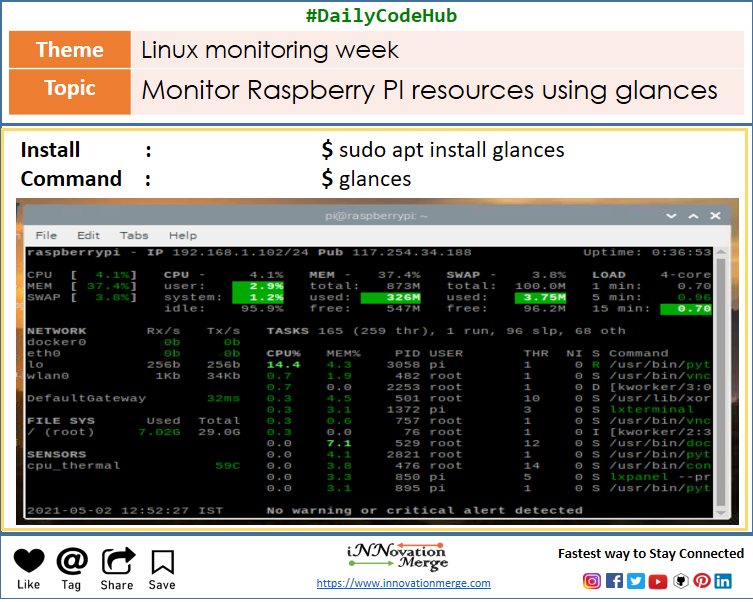 #DailyCodeHub
Theme Linux monitoring week
Topic Monitor Raspberry PI resources using glances
Install : $ sudo apt install glances
Command : $ glances
pi@raspberrypi: ~
File Edit Tabs Help
raspberrypi - IP 192.168.1.102/24 Pub 117.254.34.188 Uptime: 0:36:53
CPU [ 4.1%] CPU - 4.1% MEM - 37.4% SWAP - 3.8% LOAD 4-core
MEM [ 37.4%] user: 2.9% total: 873M total: 100.0M 1 min: 0.70
SWAP [ 3.8%] system: 1.2% used: 326M used: 3.75M 5 min: 0.96
idle: 95.9% free: 547M free: 96.2M 15 min: 0.70
NETWORK Rx/s Tx/s TASKS 165 (259 thr), 1 run, 96 slp, 68 oth
docker0 0b 0b
eth0 0b 0b CPU% MEM% PID USER THR NI S Command
lo 256b 256b 14.4 4.3 3058 pi 1 0 R /usr/bin/pyt
wlan0 1Kb 34Kb 0.7 1.9 482 root 1 0 S /usr/bin/vnc
0.7 0.0 2253 root 1 0 D [kworker/3:0
DefaultGateway 32ms 0.3 4.5 501 root 10 0 S /usr/lib/xor
0.3 3.1 1372 pi 3 0 S lxterminal
FILE SYS Used Total 0.3 0.6 757 root 1 0 S /usr/bin/vnc
/ (root) 7.02G 29.0G 0.3 0.0 76 root 1 0 I [kworker/2:3
0.0 7.1 529 root 12 0 S /usr/bin/doc
SENSORS 0.0 4.1 2821 root 1 0 S /usr/bin/pyt
cpu_thermal 59C 0.0 3.8 476 root 14 0 S /usr/bin/con
0.0 3.3 850 pi 5 0 S lxpanel --pr
0.0 3.1 895 pi 1 0 S /usr/bin/pyt
2021-05-02 12:52:27 IST No warning or critical alert detected
Like Tag Share Save
iNNovation
Merge
https://www.innovationmerge.com
Fastest way to Stay Connected